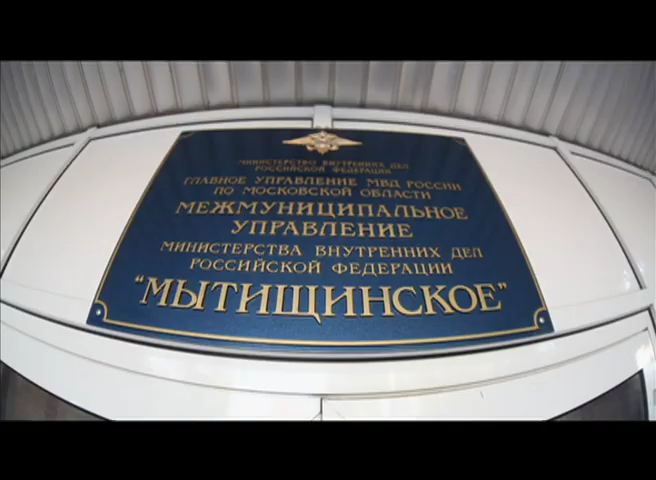 МИНИСТЕРСТВО ВНУТРЕННИХ ДЕЛ
РОССИЙСКОЙ ФЕДЕРАЦИИ
ГЛАВНОЕ УПРАВЛЕНИЕ МВД РОССИИ
ПО МОСКОВСКОЙ ОБЛАСТИ
МЕЖМУНИЦИПАЛЬНОЕ
УПРАВЛЕНИЕ
МИНИСТЕРСТВА ВНУТРЕННИХ ДЕЛ
РОССИЙСКОЙ ФЕДЕРАЦИИ
"МЫТИЩИНСКОЕ"